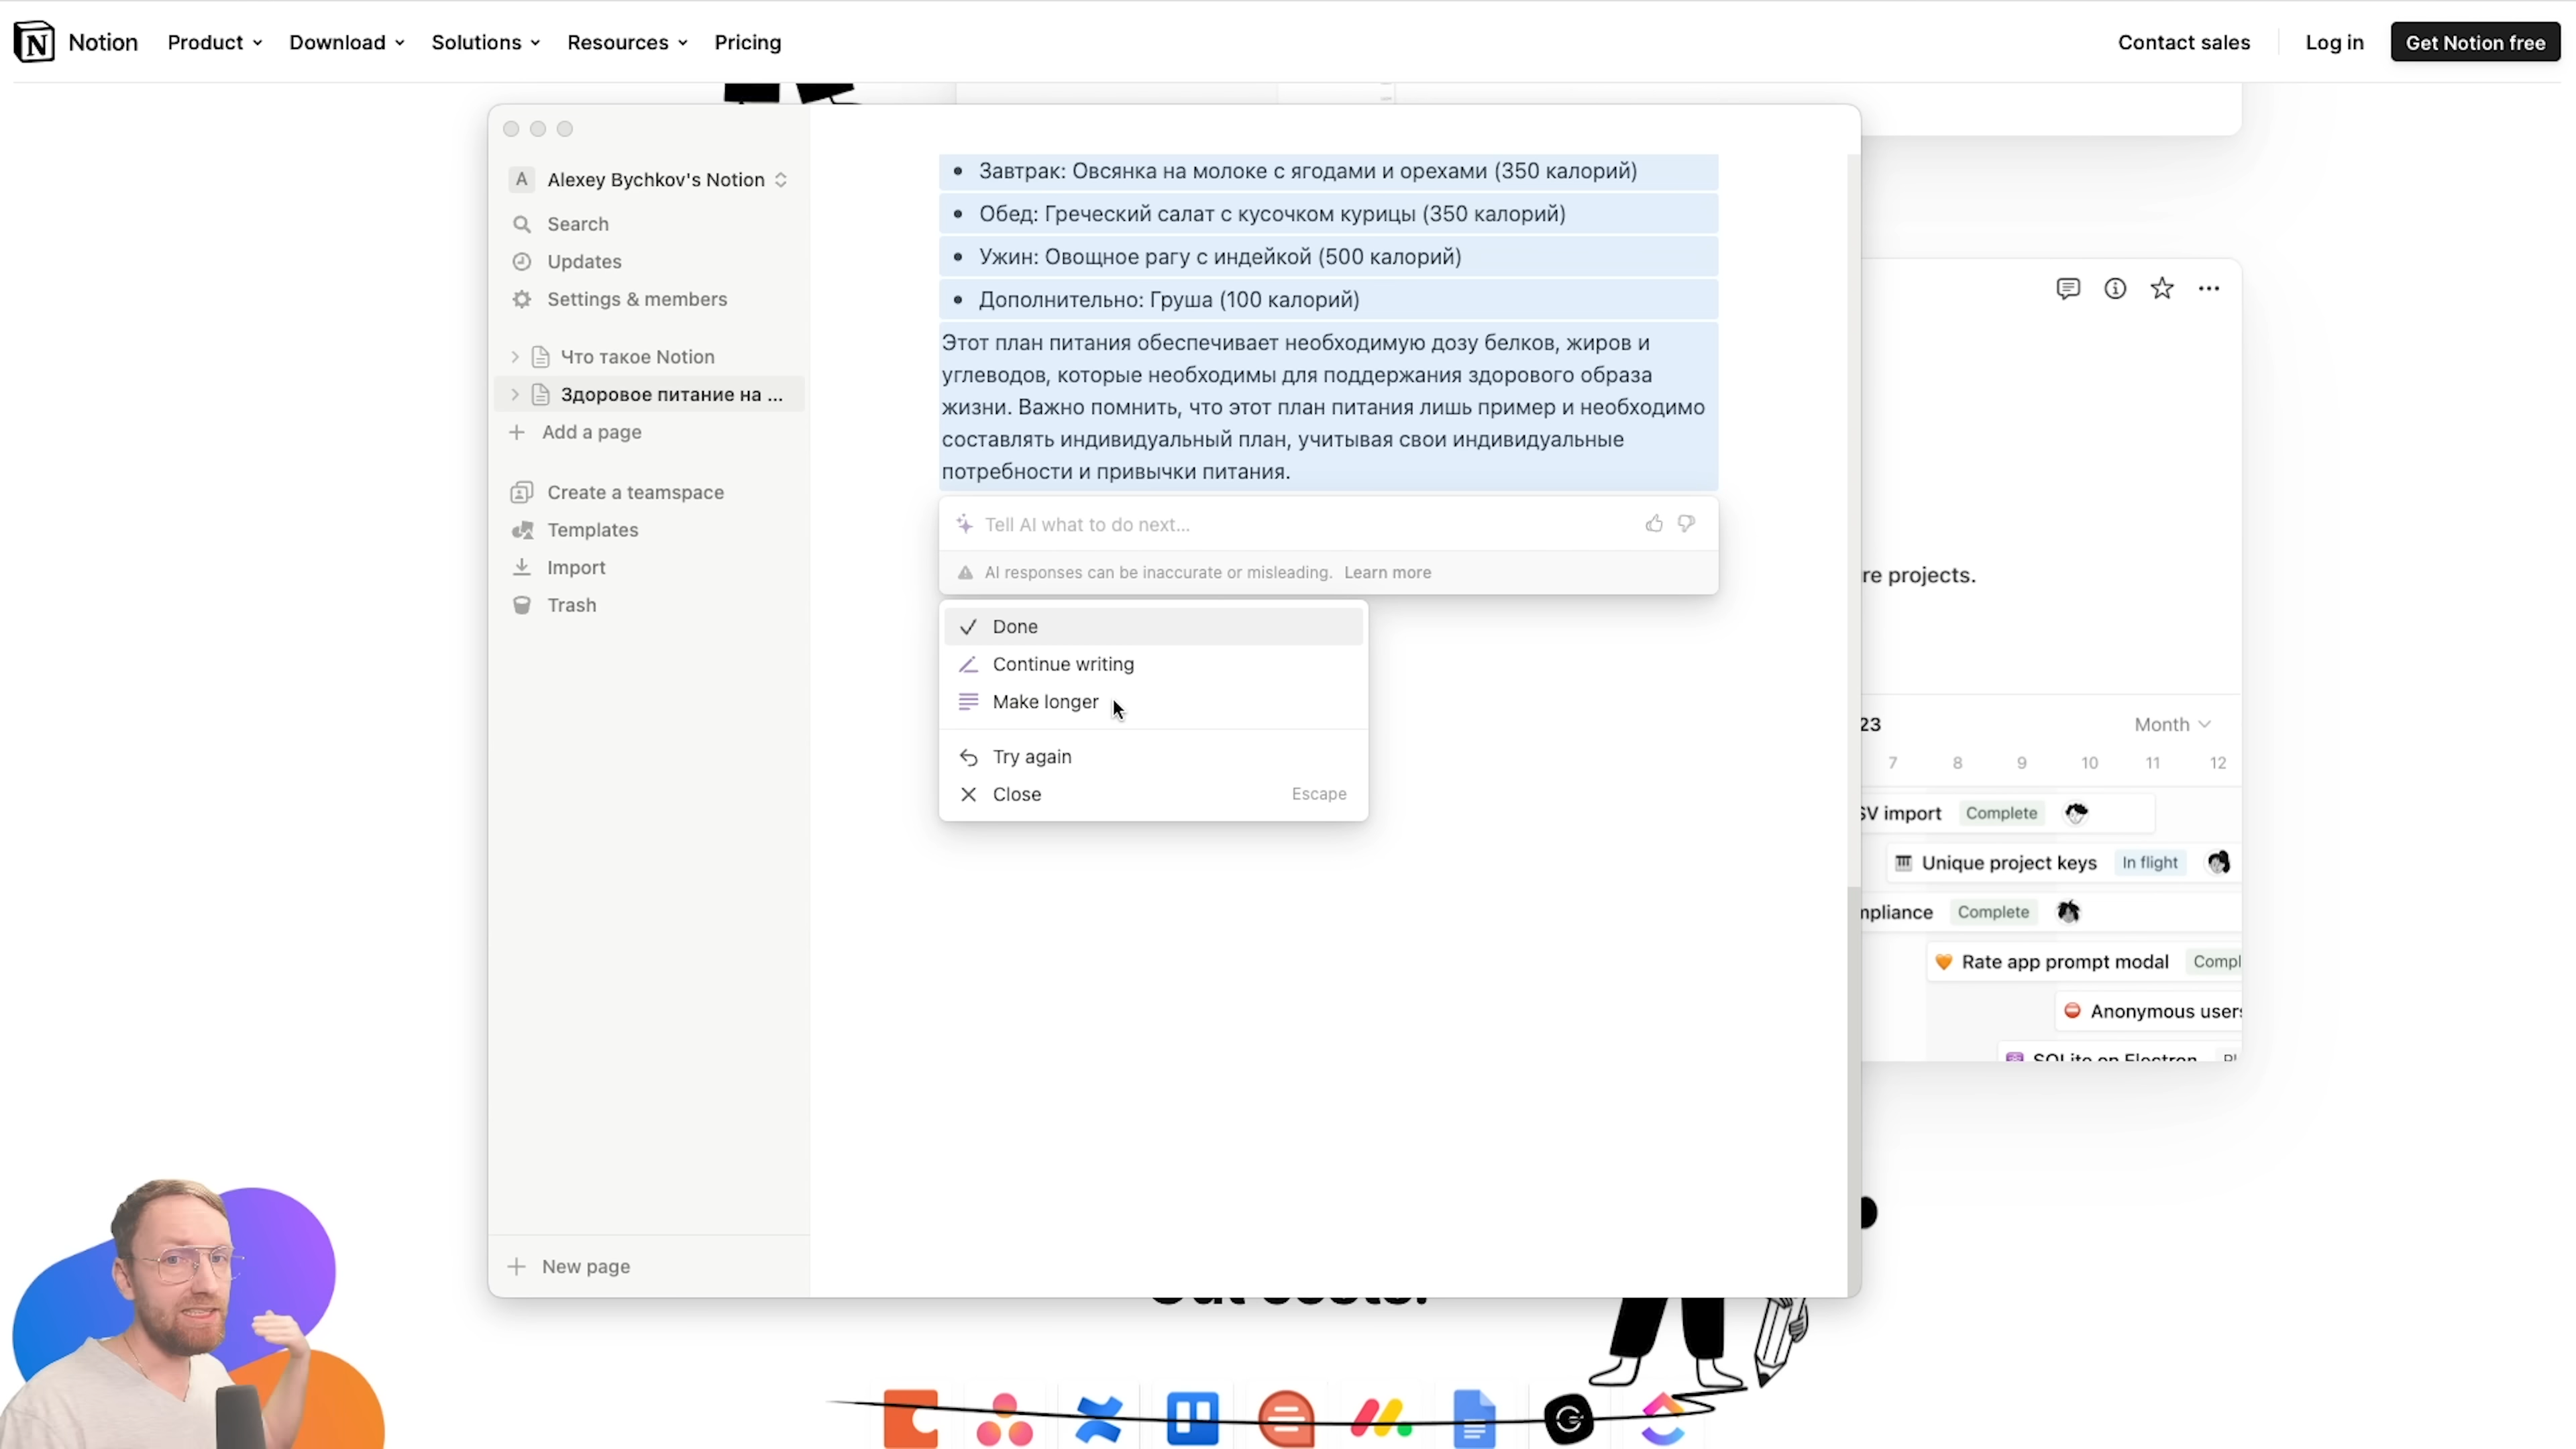 Notion
Product
Download
Solutions
Resources
Pricing
Contact sales
Log in
Get Notion free
A
Alexey Bychkov's Notion
Search
Updates
Settings & members
Что такое Notion
Здоровое питание на ...
Add a page
Create a teamspace
Templates
Import
Trash
New page
Завтрак: Овсянка на молоке с ягодами и орехами (350 калорий)
Обед: Греческий салат с кусочком курицы (350 калорий)
Ужин: Овощное рагу с индейкой (500 калорий)
Дополнительно: Груша (100 калорий)
Этот план питания обеспечивает необходимую дозу белков, жиров и
углеводов, которые необходимы для поддержания здорового образа
жизни. Важно помнить, что этот план питания лишь пример и необходимо
составлять индивидуальный план, учитывая свои индивидуальные
потребности и привычки питания.
Tell AI what to do next...
AI responses can be inaccurate or misleading. Learn more
Done
Continue writing
Make longer
Try again
Close Escape
re projects.
23 Month
7 8 9 10 11 12
SV import Complete
Unique project keys In flight
mpliance Complete
Rate app prompt modal Compl
Anonymous users
SQLite on Electron